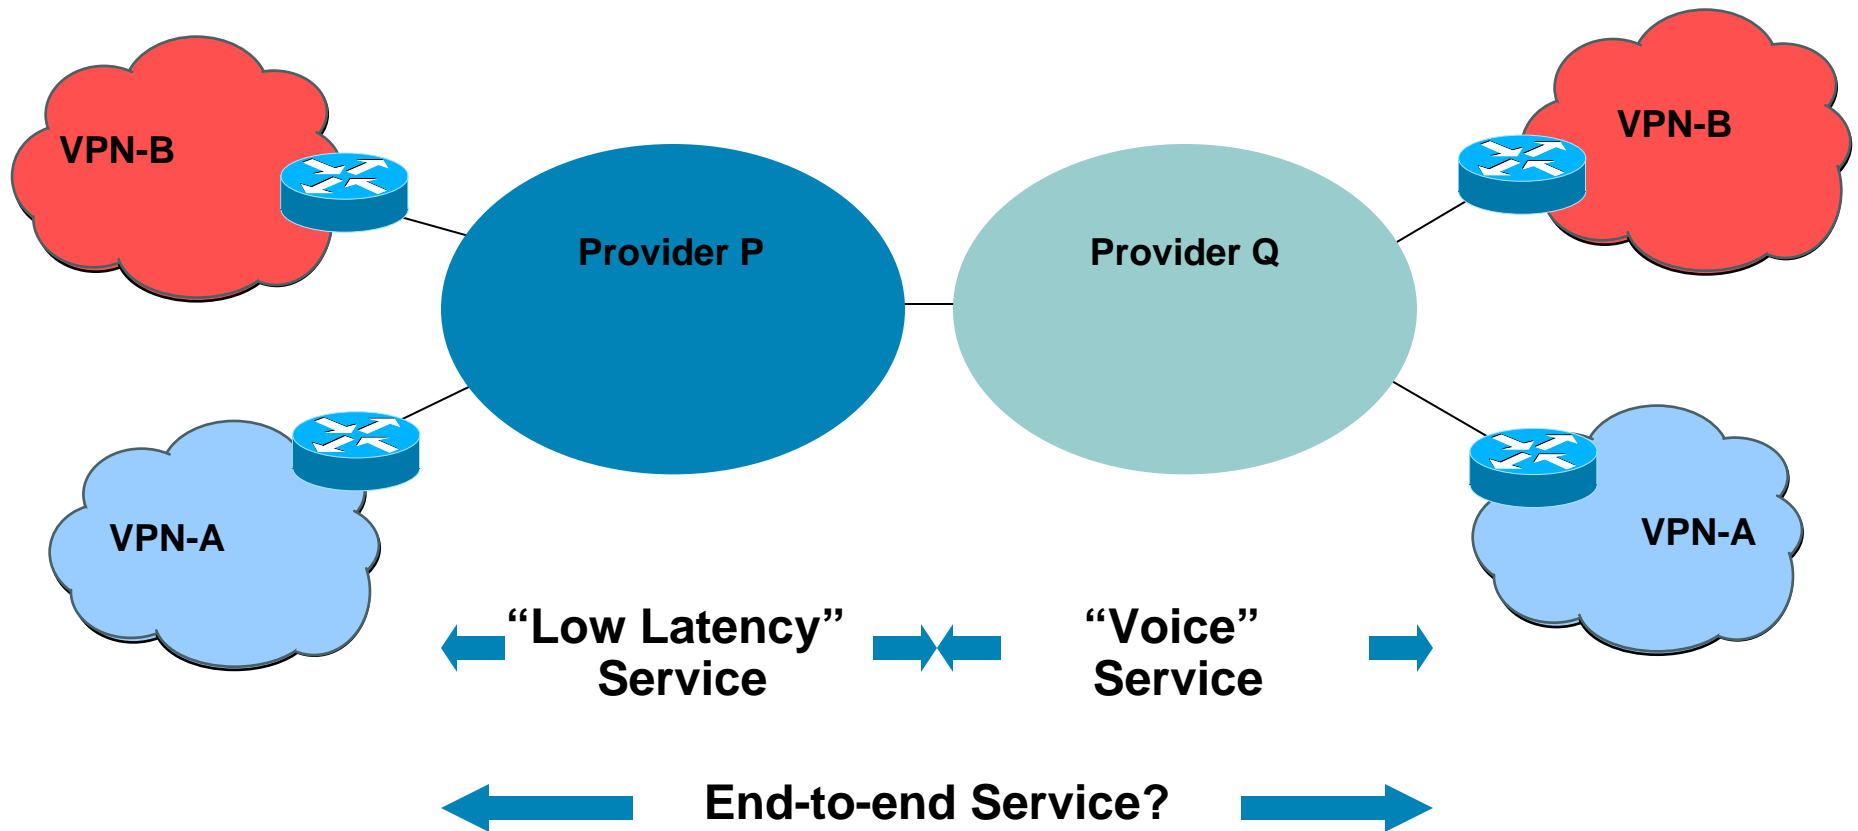 VPN-B
VPN-B
Provider P
Provider Q
VPN-A
VPN-A
“Low Latency”
Service
“Voice”
Service
End-to-end Service?